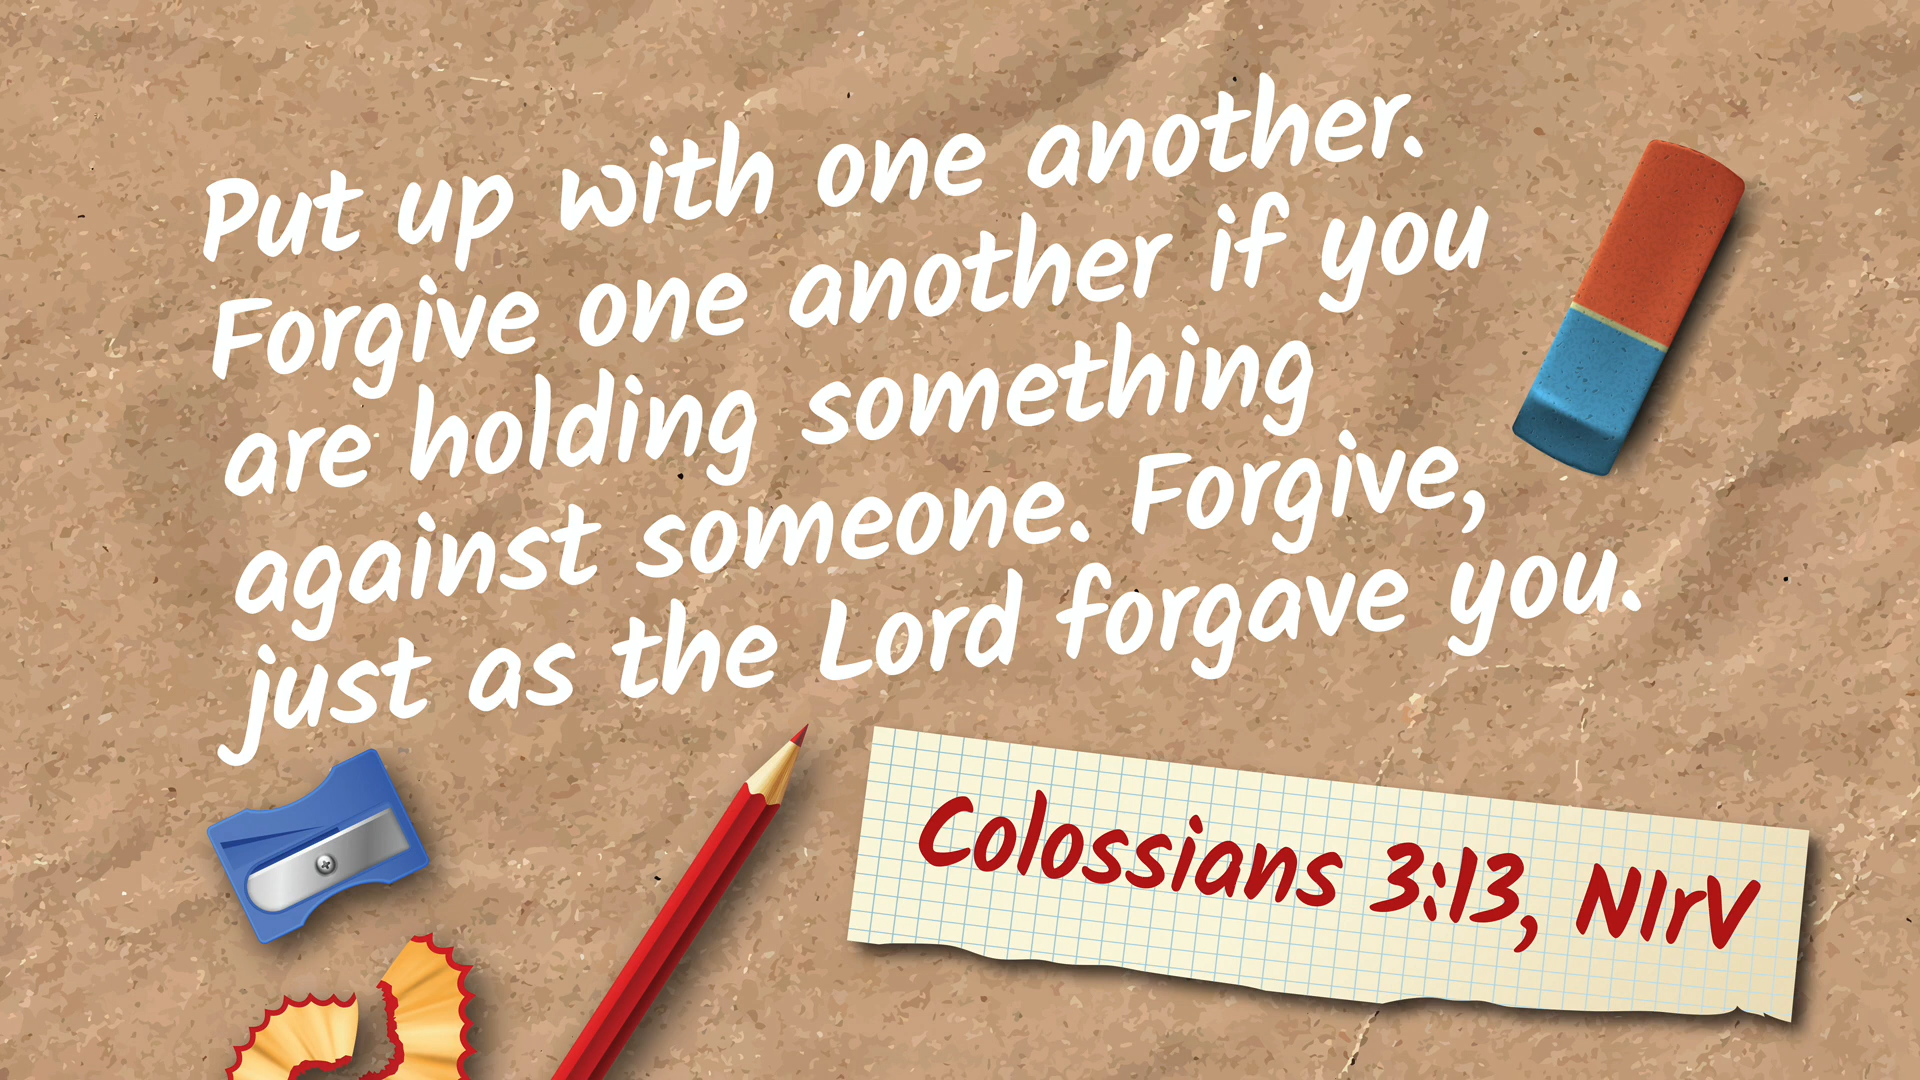 Put up with one another.
Forgive one another if you
are holding something
against someone. Forgive,
just as the Lord forgave you.
Colossians 3:13, NIrV